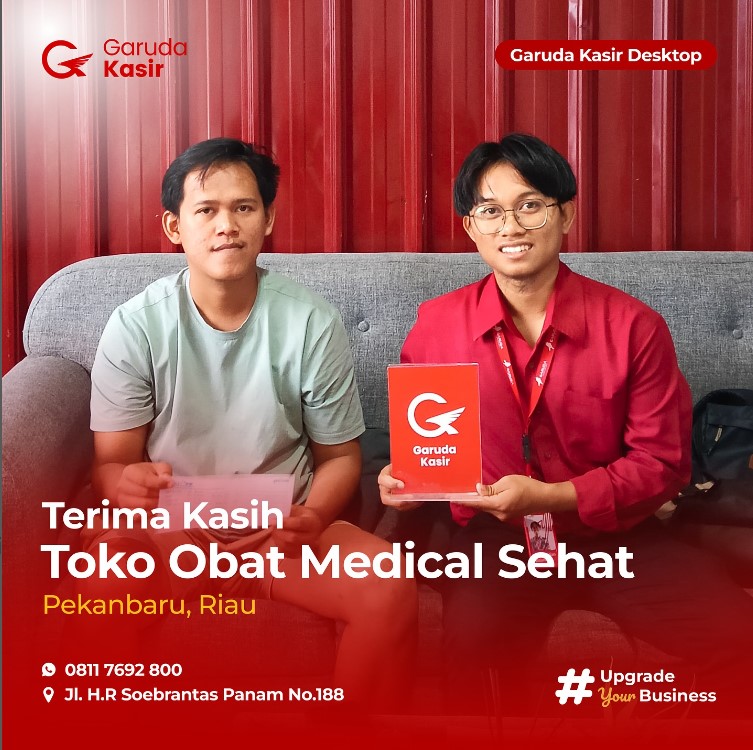 Garuda
Kasir
Garuda Kasir Desktop
Garuda
Kasir
Terima Kasih
Toko Obat Medical Sehat
Pekanbaru, Riau
0811 7692 800
Jl. H.R Soebrantas Panam No.188
# Upgrade
Your Business